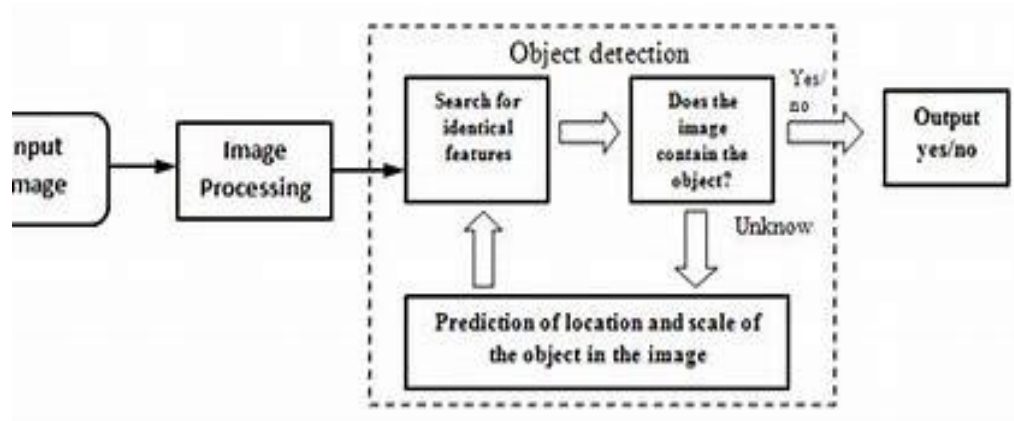 Object detection
nput
mage
Image
Processing
Search for
identical
features
Does the
image
contain the
object?
Yes/
no
Output
yes/no
Unknow
Prediction of location and scale of
the object in the image